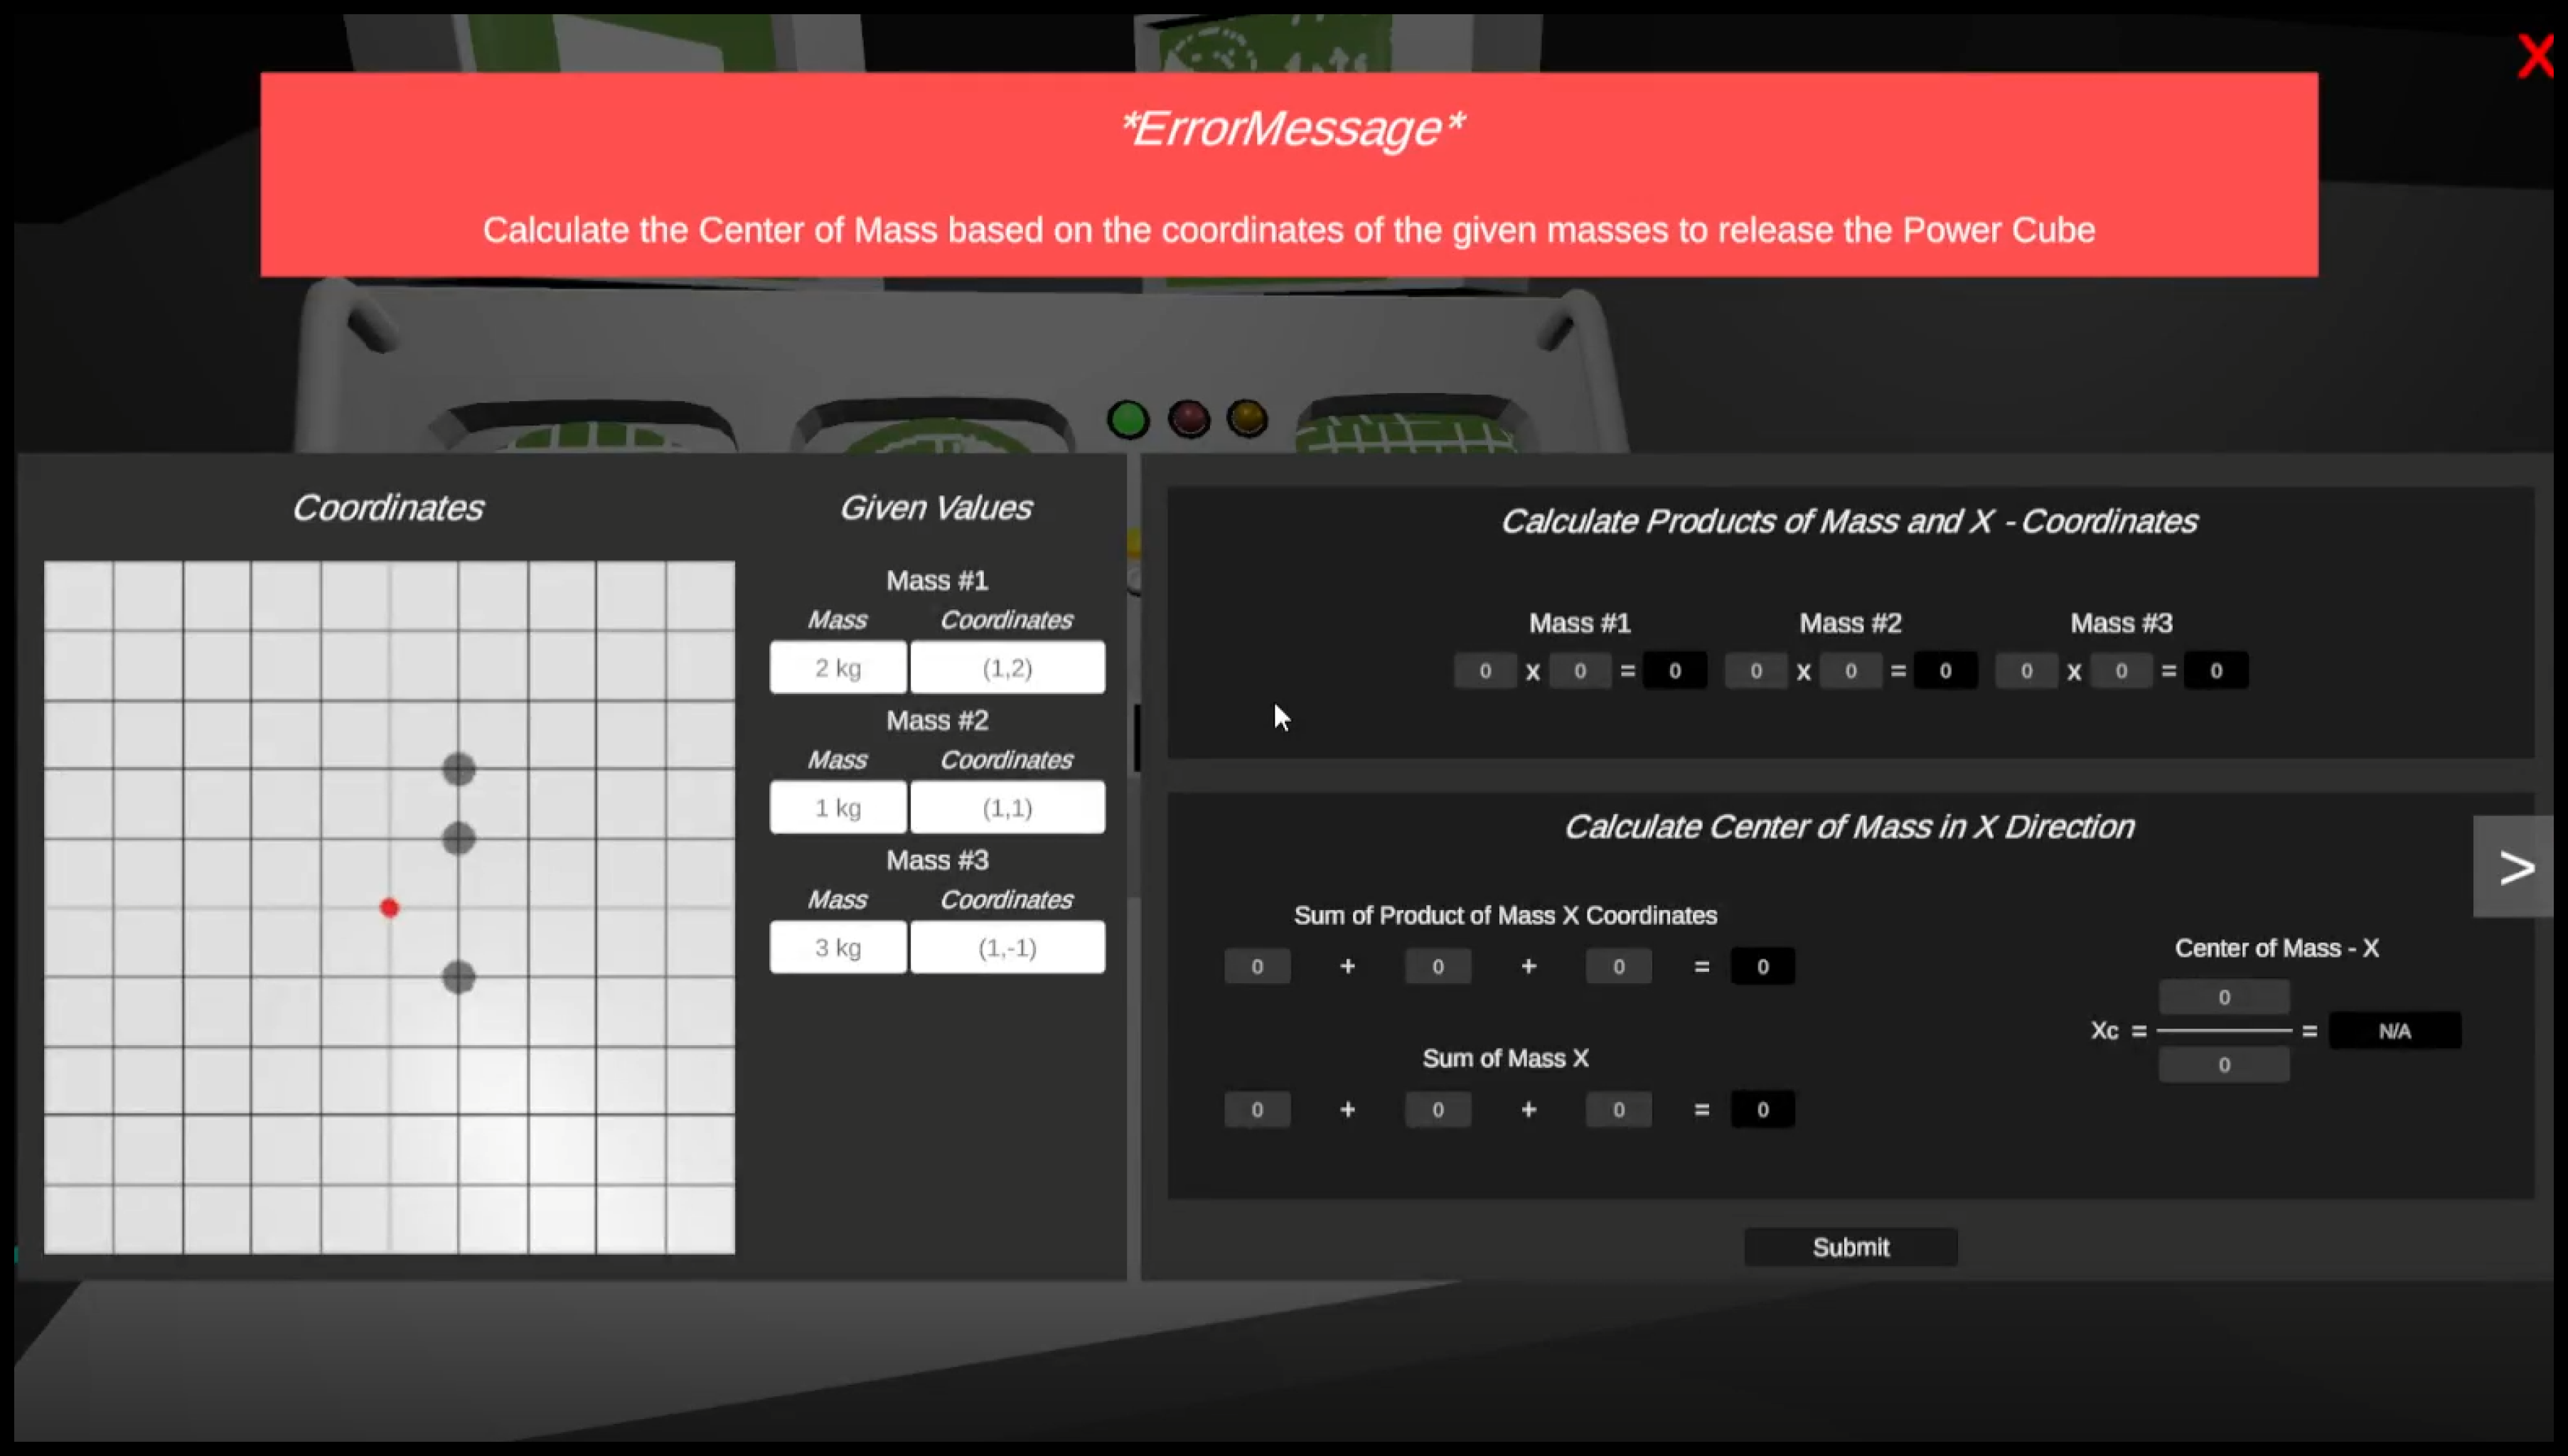 X
*ErrorMessage*
Calculate the Center of Mass based on the coordinates of the given masses to release the Power Cube
Coordinates
Given Values
Mass #1
Mass Coordinates
2 kg (1,2)
Mass #2
Mass Coordinates
1 kg (1,1)
Mass #3
Mass Coordinates
3 kg (1,-1)
Calculate Products of Mass and X - Coordinates
Mass #1 Mass #2 Mass #3
0 x 0 = 0 0 x 0 = 0 0 x 0 = 0
Calculate Center of Mass in X Direction
Sum of Product of Mass X Coordinates
0 + 0 + 0 = 0
Sum of Mass X
0 + 0 + 0 = 0
Center of Mass - X
0
Xc = = N/A
0
>
Submit